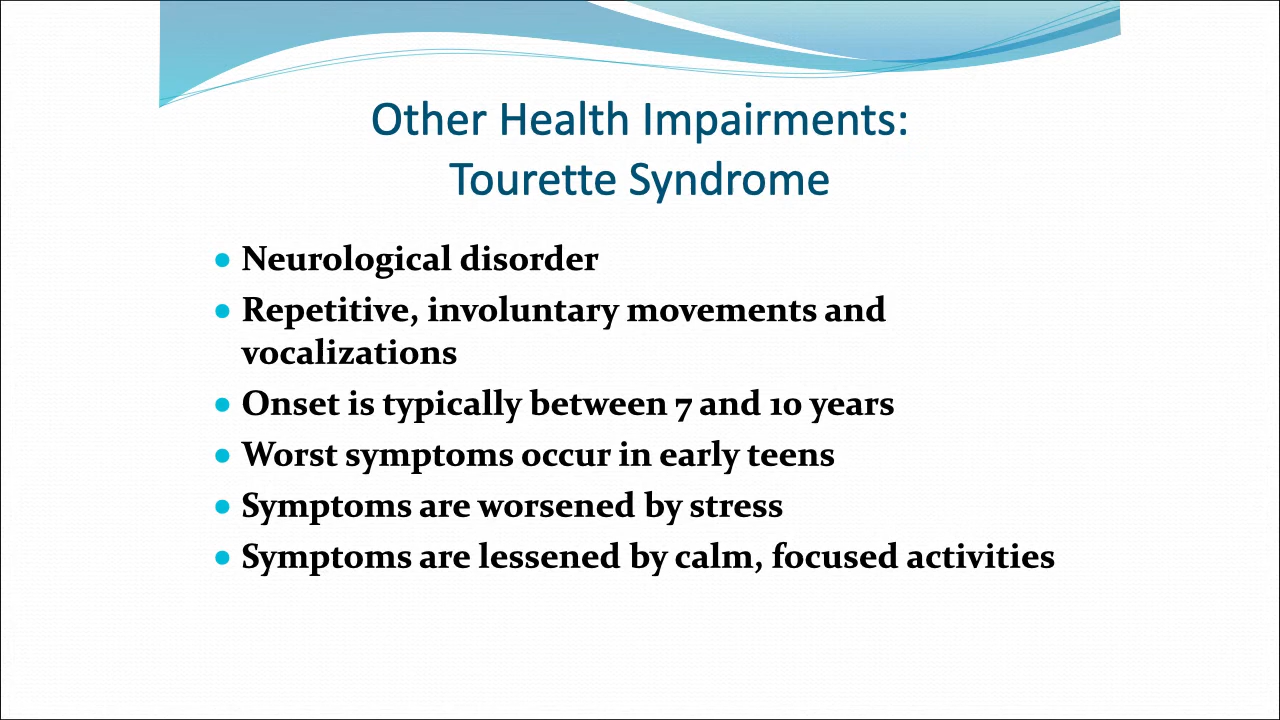 Other Health Impairments:
Tourette Syndrome
• Neurological disorder
• Repetitive, involuntary movements and
vocalizations
• Onset is typically between 7 and 10 years
• Worst symptoms occur in early teens
• Symptoms are worsened by stress
• Symptoms are lessened by calm, focused activities